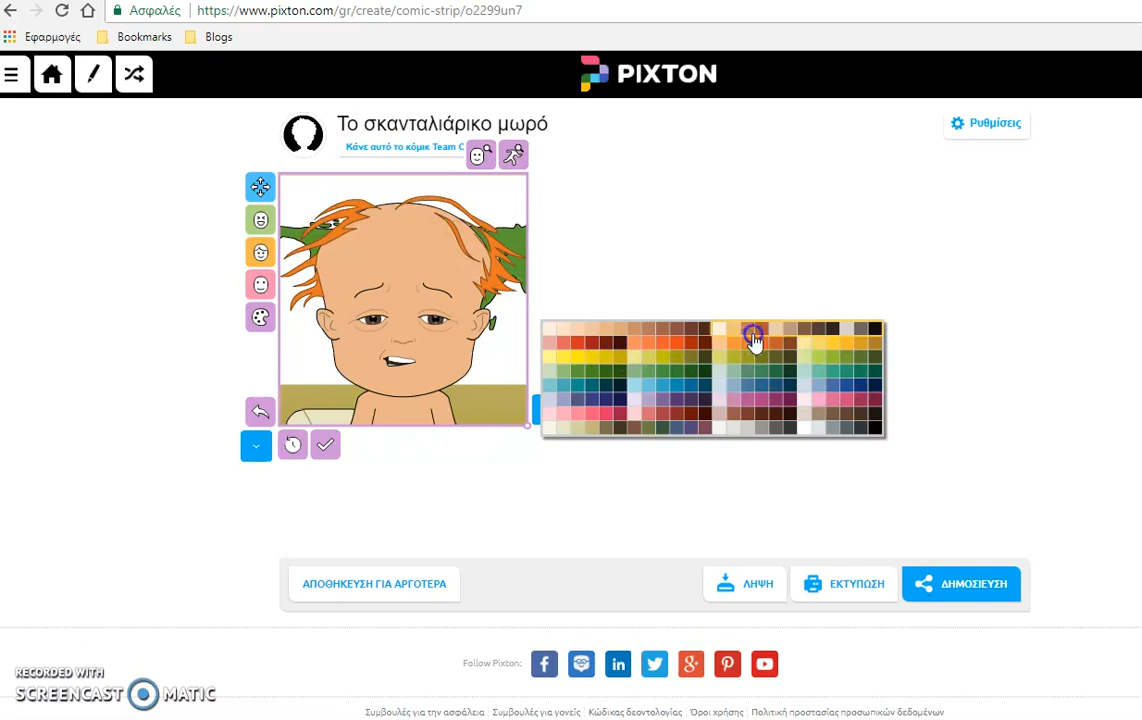 Ασφαλές https://www.pixton.com/gr/create/comic-strip/o2299un7
Εφαρμογές Bookmarks Blogs
PIXTON
Το σκανταλιάρικο μωρό
Κάνε αυτό το κόμικ Team C
Ρυθμίσεις
ΑΠΟΘΗΚΕΥΣΗ ΓΙΑ ΑΡΓΟΤΕΡΑ ΛΗΨΗ ΕΚΤΥΠΩΣΗ ΔΗΜΟΣΙΕΥΣΗ
Follow Pixton:
RECORDED WITH
SCREENCAST MATIC
Συμβουλές για την ασφάλεια Συμβουλές για γονείς Κώδικας δεοντολογίας Όροι χρήσης Πολιτική προστασίας προσωπικών δεδομένων